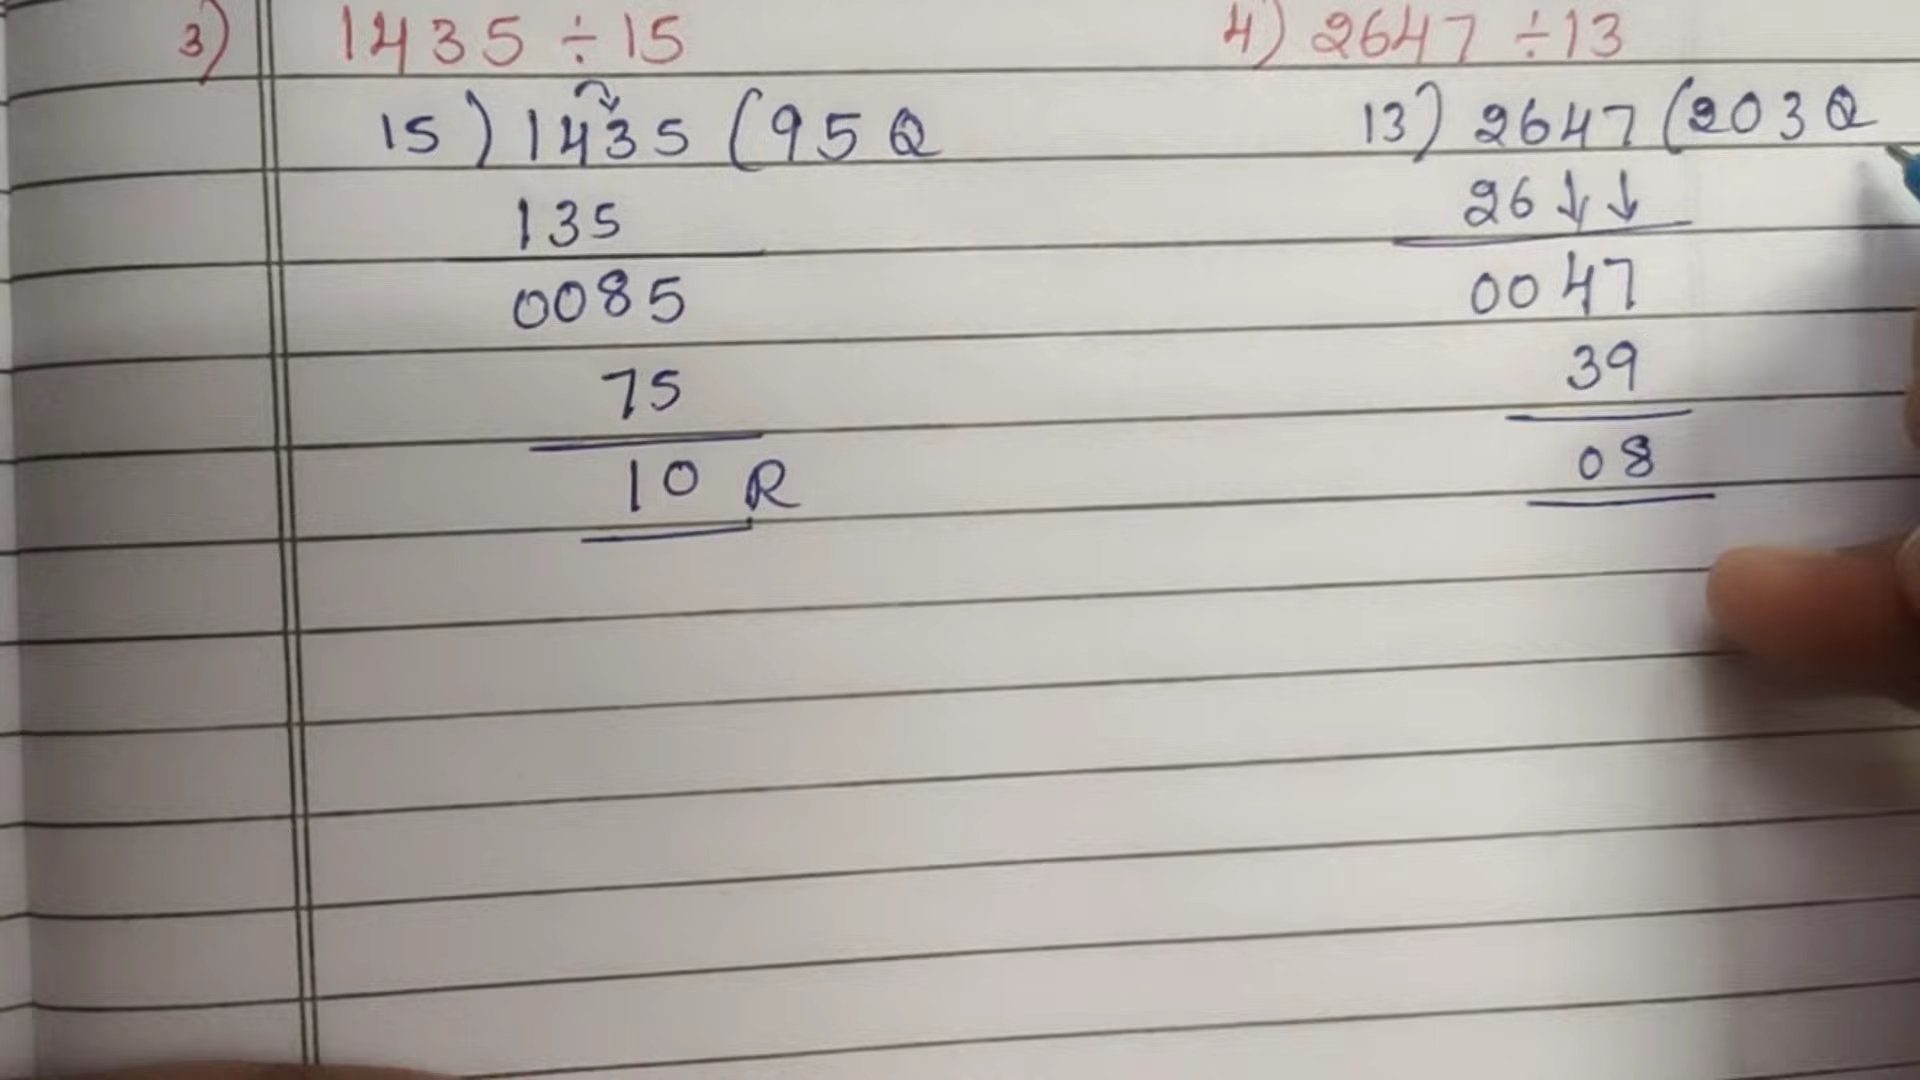 3) 1435 ÷ 15
15 ) 1435 ( 95 Q
135
0085
75
10 R
4) 2647 ÷ 13
13 ) 2647 ( 203 Q
26 ↓ ↓
0047
39
08